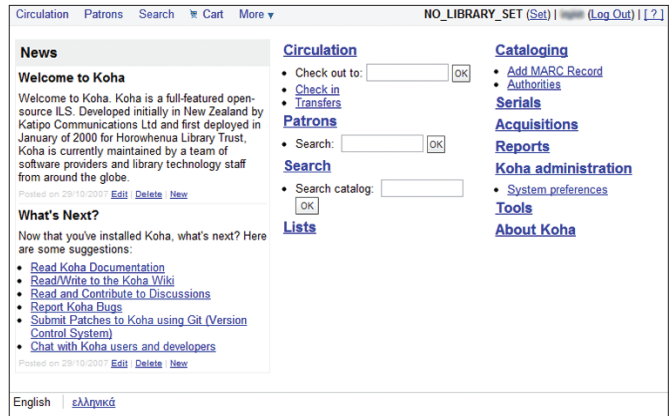 Circulation Patrons Search Cart More ▾ NO_LIBRARY_SET (Set) | (Log Out) | [ ? ]
News
Welcome to Koha
Welcome to Koha. Koha is a full-featured open-
source ILS. Developed initially in New Zealand by
Katipo Communications Ltd and first deployed in
January of 2000 for Horowhenua Library Trust,
Koha is currently maintained by a team of
software providers and library technology staff
from around the globe.
Posted on 29/10/2007 Edit | Delete | New
What's Next?
Now that you've installed Koha, what's next? Here
are some suggestions:
• Read Koha Documentation
• Read/Write to the Koha Wiki
• Read and Contribute to Discussions
• Report Koha Bugs
• Submit Patches to Koha using Git (Version
Control System)
• Chat with Koha users and developers
Posted on 29/10/2007 Edit | Delete | New
Circulation
• Check out to: OK
• Check in
• Transfers
Patrons
• Search: OK
Search
• Search catalog:
OK
Lists
Cataloging
• Add MARC Record
• Authorities
Serials
Acquisitions
Reports
Koha administration
• System preferences
Tools
About Koha
English | ελληνικά